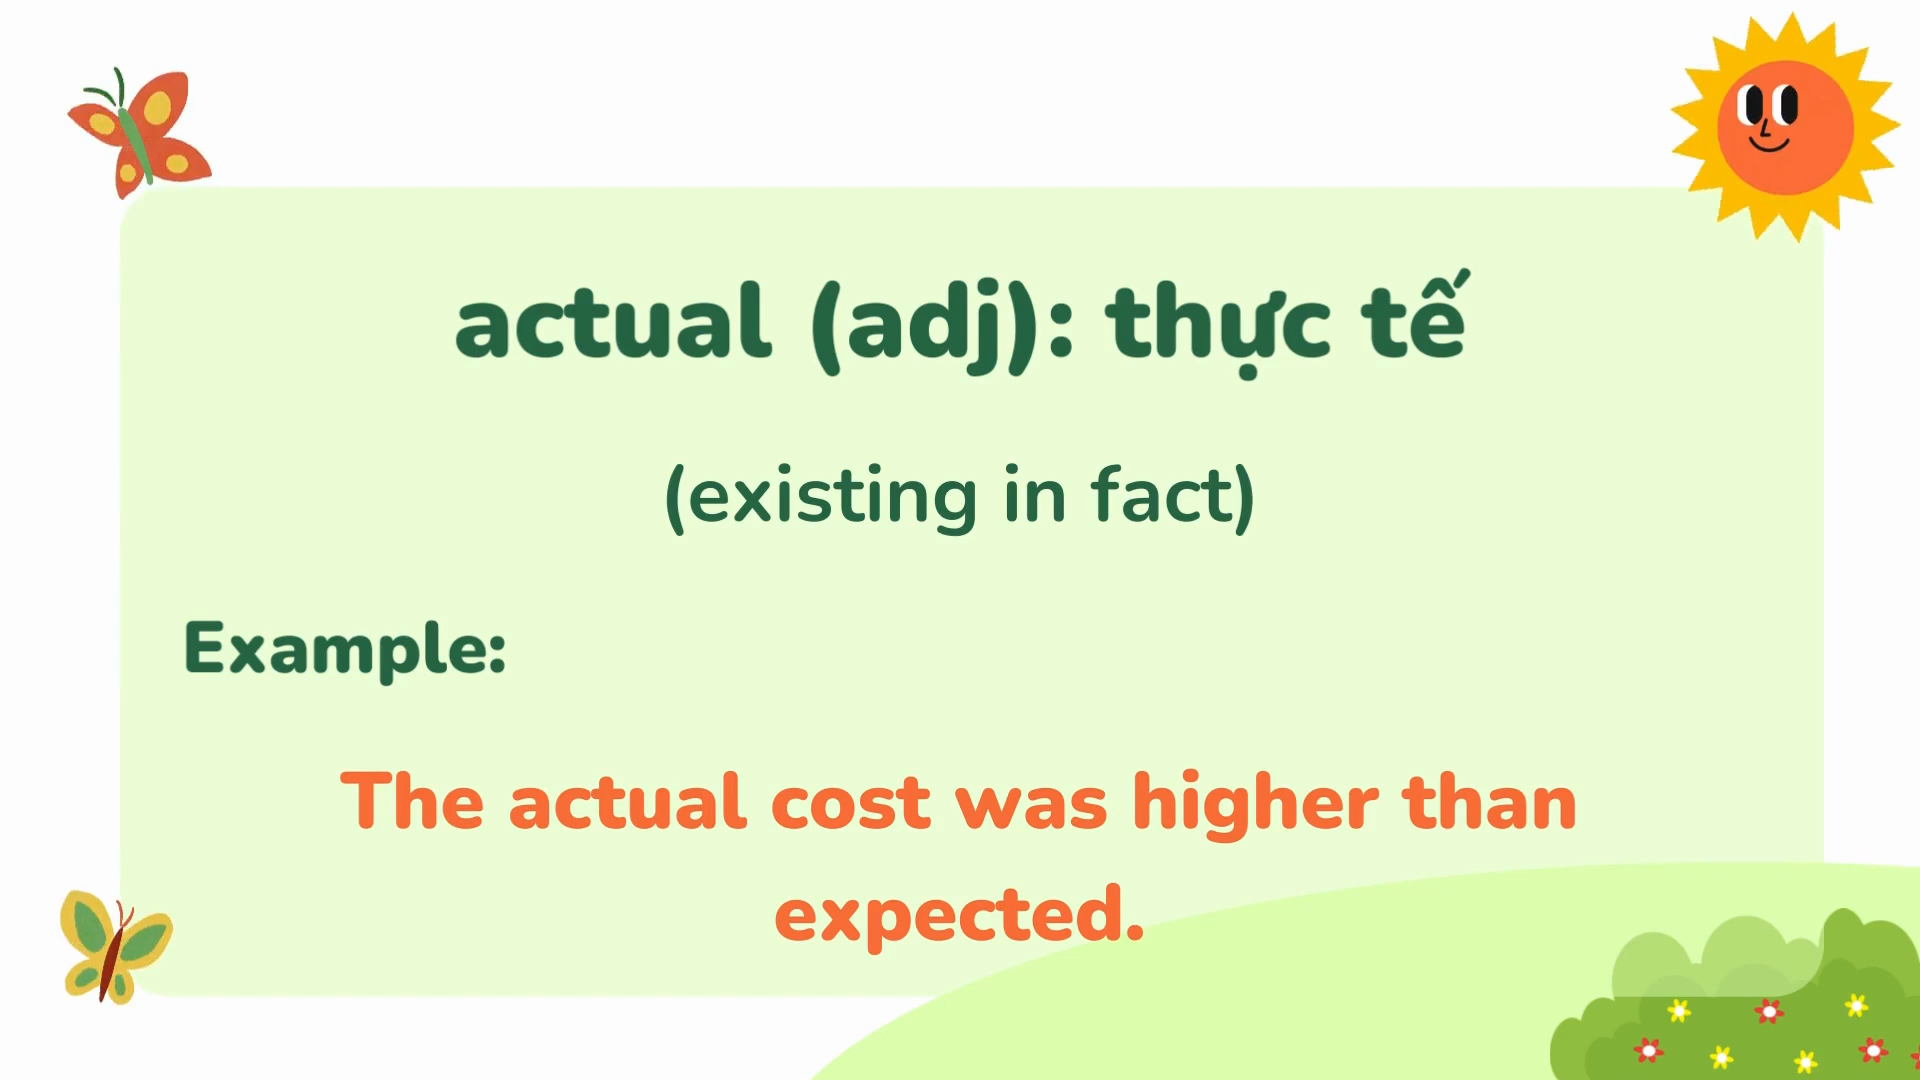 actual (adj): thực tế
(existing in fact)
Example:
The actual cost was higher than
expected.